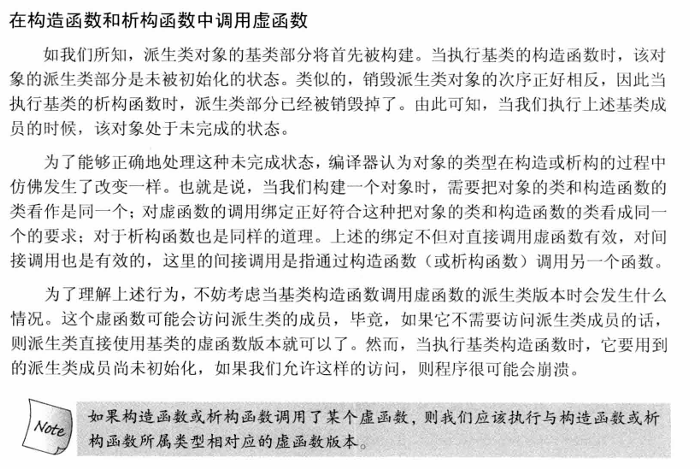 在构造函数和析构函数中调用虚函数
如我们所知，派生类对象的基类部分将首先被构建。当执行基类的构造函数时，该对
象的派生类部分是未被初始化的状态。类似的，销毁派生类对象的次序正好相反，因此当
执行基类的析构函数时，派生类部分已经被销毁掉了。由此可知，当我们执行上述基类成
员的时候，该对象处于未完成的状态。
为了能够正确地处理这种未完成状态，编译器认为对象的类型在构造或析构的过程中
仿佛发生了改变一样。也就是说，当我们构建一个对象时，需要把对象的类和构造函数的
类看作是同一个；对虚函数的调用绑定正好符合这种把对象的类和构造函数的类看成同一
个的要求；对于析构函数也是同样的道理。上述的绑定不但对直接调用虚函数有效，对间
接调用也是有效的，这里的间接调用是指通过构造函数（或析构函数）调用另一个函数。
为了理解上述行为，不妨考虑当基类构造函数调用虚函数的派生类版本时会发生什么
情况。这个虚函数可能会访问派生类的成员，毕竟，如果它不需要访问派生类成员的话，
则派生类直接使用基类的虚函数版本就可以了。然而，当执行基类构造函数时，它要用到
的派生类成员尚未初始化，如果我们允许这样的访问，则程序很可能会崩溃。
Note
如果构造函数或析构函数调用了某个虚函数，则我们应该执行与构造函数或析
构函数所属类型相对应的虚函数版本。